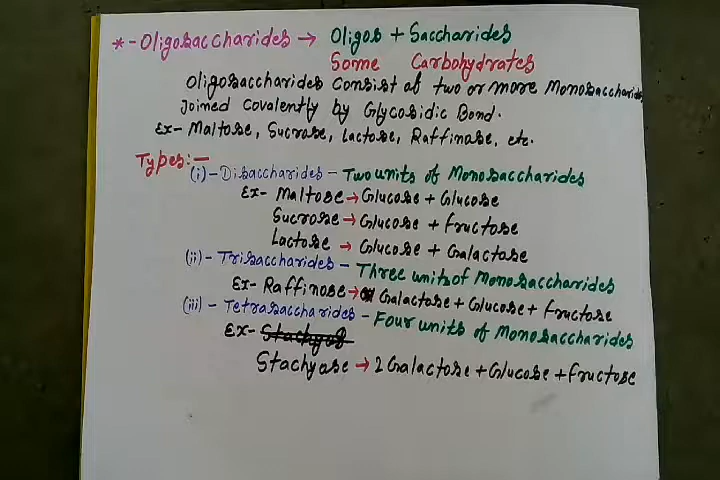 *- Oligosaccharides → Oligos + Saccharides
Some Carbohydrates
Oligosaccharides consist of two or more Monosaccharides
joined covalently by Glycosidic Bond.
Ex- Maltose, Sucrose, Lactose, Raffinase, etc.
Types:-
(i) - Disaccharides - Two units of Monosaccharides
Ex- Maltose → Glucose + Glucose
Sucrose → Glucose + Fructose
Lactose → Glucose + Galactose
(ii) - Trisaccharides - Three units of Monosaccharides
Ex- Raffinose → Galactose + Glucose + Fructose
(iii) - Tetrasaccharides - Four units of Monosaccharides
Ex-
Stachyase → 2 Galactose + Glucose + Fructose